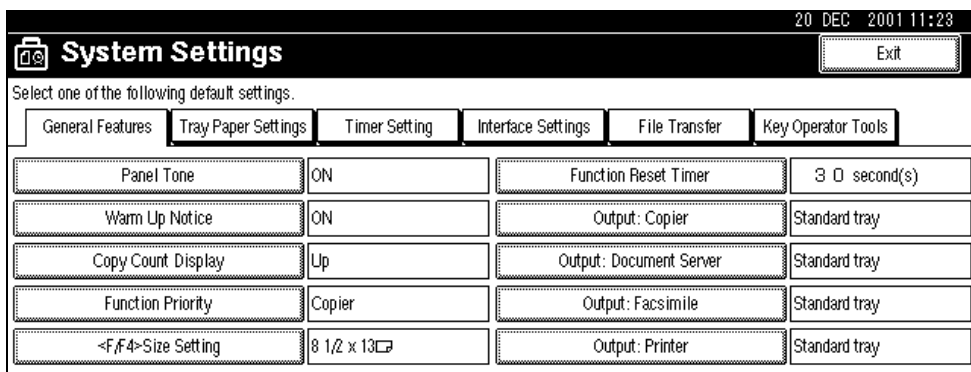 20 DEC 2001 11:23
System Settings
Exit
Select one of the following default settings.
General Features Tray Paper Settings Timer Setting Interface Settings File Transfer Key Operator Tools
Panel Tone ON Function Reset Timer 30 second(s)
Warm Up Notice ON Output: Copier Standard tray
Copy Count Display Up Output: Document Server Standard tray
Function Priority Copier Output: Facsimile Standard tray
<F/F4>Size Setting 8 1/2 x 13 Output: Printer Standard tray